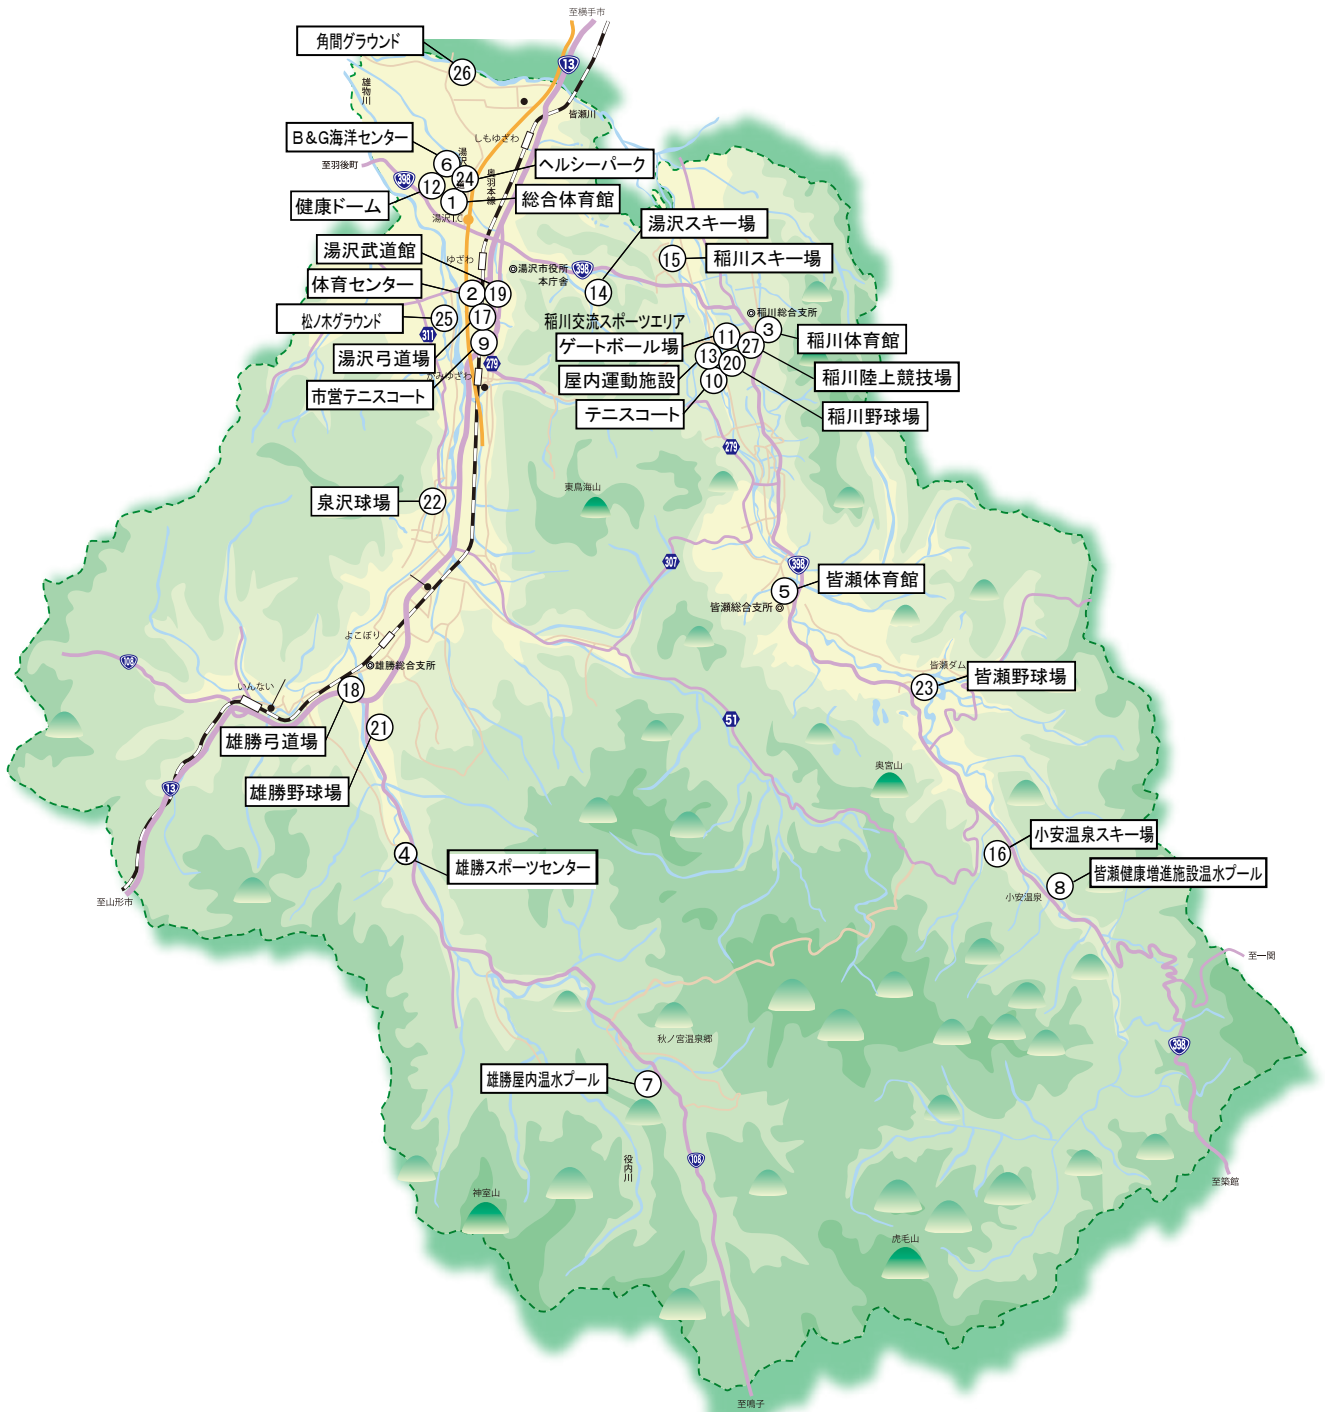 至横手市
角間グラウンド
26
13
雄物川
皆瀬川
しもゆざわ
B&G海洋センター
6
ヘルシーパーク
至羽後町
398
24
12
奥羽本線
健康ドーム
1
総合体育館
湯沢I.C
湯沢スキー場
湯沢武道館
ゆざわ
◎湯沢市役所
本庁舎
398
15
稲川スキー場
体育センター
2
19
14
松ノ木グラウンド
25
17
稲川交流スポーツエリア
◎稲川総合支所
3
稲川体育館
311
湯沢弓道場
9
ゲートボール場
11
27
279
13
20
屋内運動施設
稲川陸上競技場
かみゆざわ
10
市営テニスコート
テニスコート
稲川野球場
279
泉沢球場
22
東鳥海山
307
398
皆瀬体育館
5
皆瀬総合支所◎
よこぼり
108
◎雄勝総合支所
皆瀬ダム
皆瀬野球場
23
いんない
18
51
雄勝弓道場
21
奥宮山
13
雄勝野球場
小安温泉スキー場
16
4
雄勝スポーツセンター
皆瀬健康増進施設温水プール
8
小安温泉
至山形市
至一関
秋ノ宮温泉郷
398
雄勝屋内温水プール
7
役内川
108
至築館
神室山
虎毛山
至鳴子